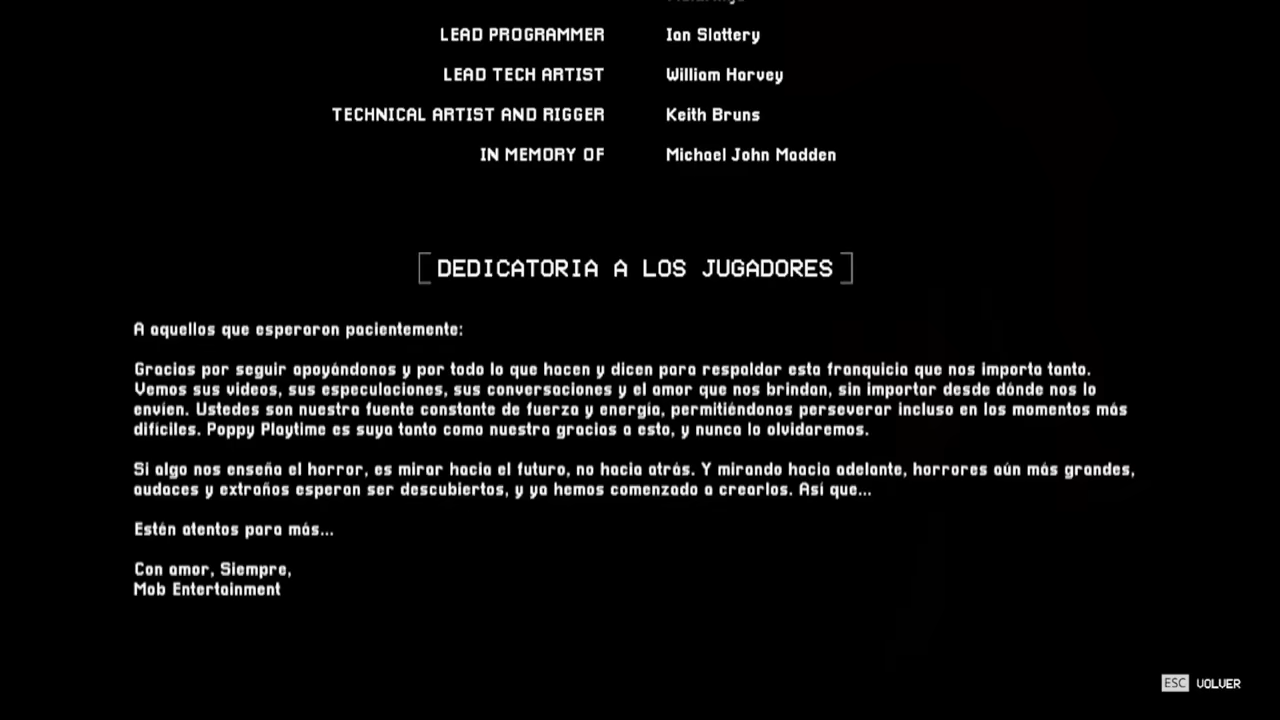 LEAD PROGRAMMER Ian Slattery
LEAD TECH ARTIST William Harvey
TECHNICAL ARTIST AND RIGGER Keith Bruns
IN MEMORY OF Michael John Madden
[DEDICATORIA A LOS JUGADORES]
A aquellos que esperaron pacientemente:
Gracias por seguir apoyándonos y por todo lo que hacen y dicen para respaldar esta franquicia que nos importa tanto.
Vemos sus videos, sus especulaciones, sus conversaciones y el amor que nos brindan, sin importar desde dónde nos lo
envíen. Ustedes son nuestra fuente constante de fuerza y energía, permitiéndonos perseverar incluso en los momentos más
difíciles. Poppy Playtime es suya tanto como nuestra gracias a esto, y nunca lo olvidaremos.
Si algo nos enseña el horror, es mirar hacia el futuro, no hacia atrás. Y mirando hacia adelante, horrores aún más grandes,
audaces y extraños esperan ser descubiertos, y ya hemos comenzado a crearlos. Así que...
Estén atentos para más...
Con amor, Siempre,
Mob Entertainment
ESC VOLVER